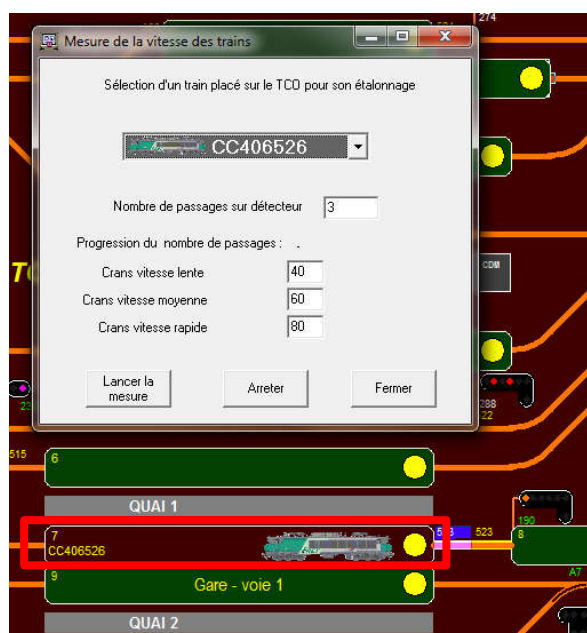 274
Mesure de la vitesse des trains
Sélection d'un train placé sur le TCO pour son étalonnage
CC406526
Nombre de passages sur détecteur 3
Progression du nombre de passages : .
CDM
Crans vitesse lente 40
Crans vitesse moyenne 60
Crans vitesse rapide 80
Lancer la
mesure
Arreter
Fermer
288
22
515
6
QUAI 1
190
7
523
8
CC406526
9
Gare - voie 1
A7
QUAI 2